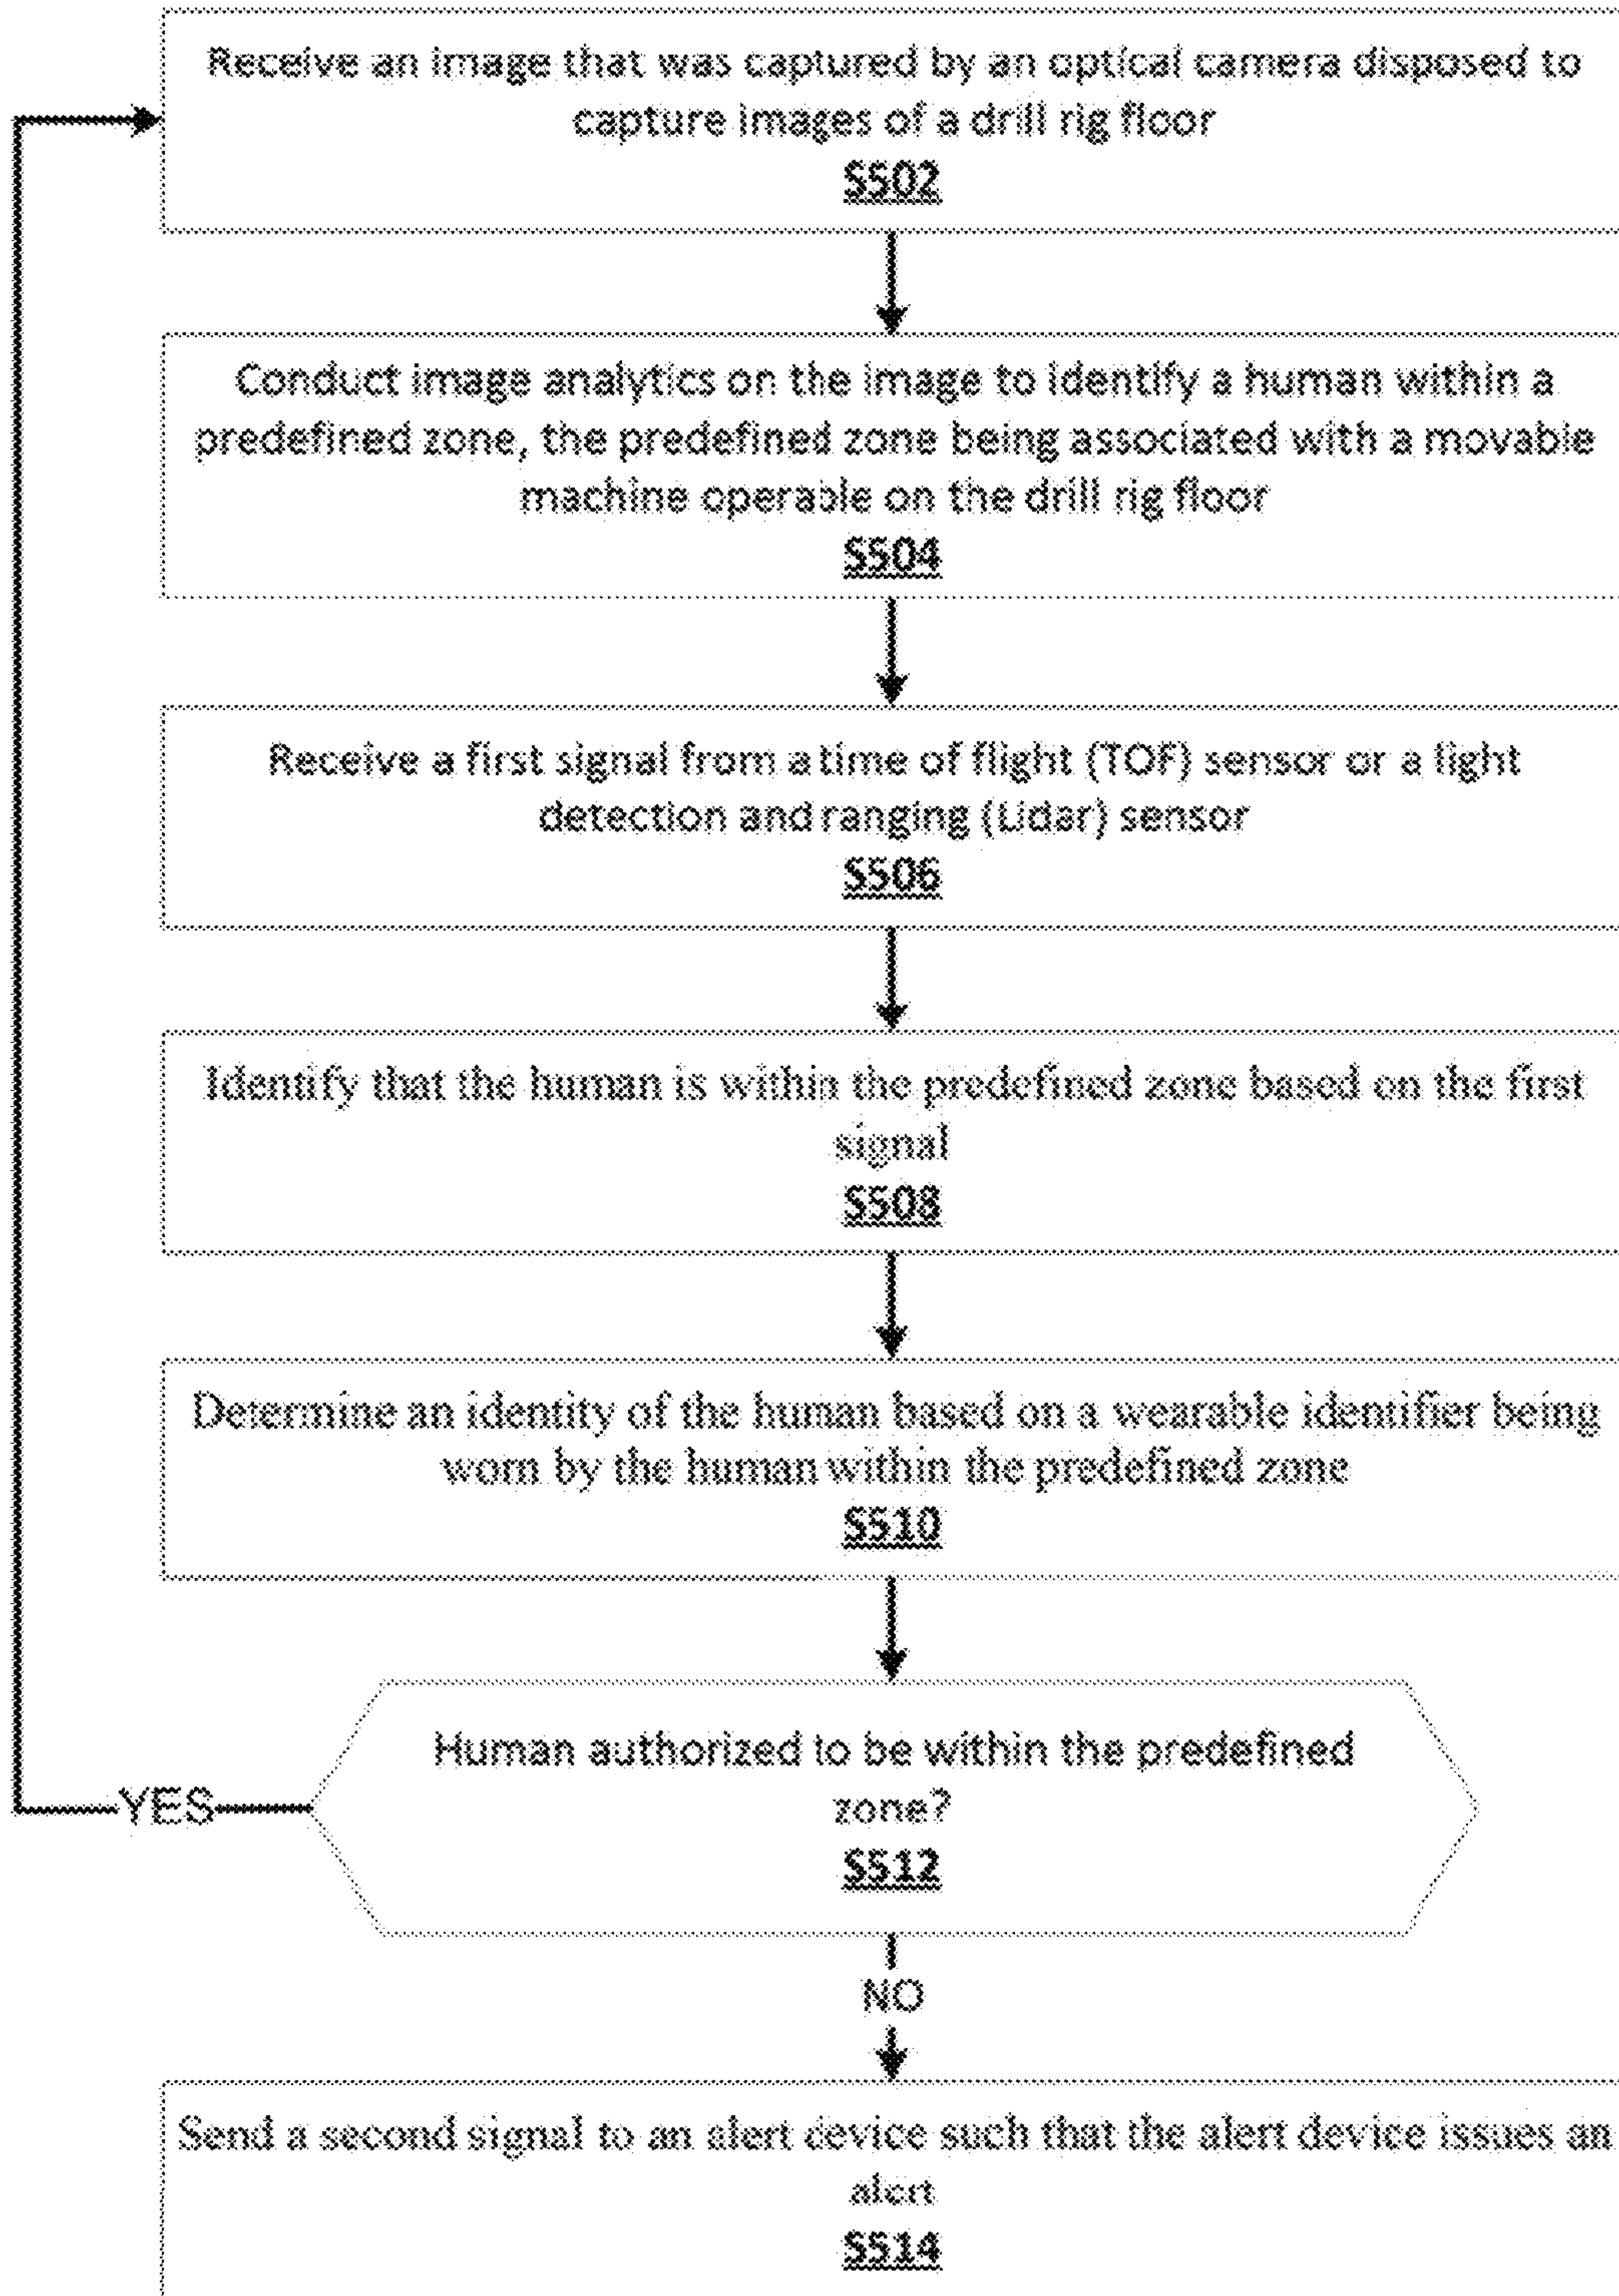 Receive an image that was captured by an optical camera disposed to
capture images of a drill rig floor
S502
Conduct image analytics on the image to identify a human within a
predefined zone, the predefined zone being associated with a movable
machine operable on the drill rig floor
S504
Receive a first signal from a time of flight (TOF) sensor or a light
detection and ranging (Lidar) sensor
S506
Identify that the human is within the predefined zone based on the first
signal
S508
Determine an identity of the human based on a wearable identifier being
worn by the human within the predefined zone
S510
Human authorized to be within the predefined
zone?
S512
YES
NO
Send a second signal to an alert device such that the alert device issues an
alert
S514